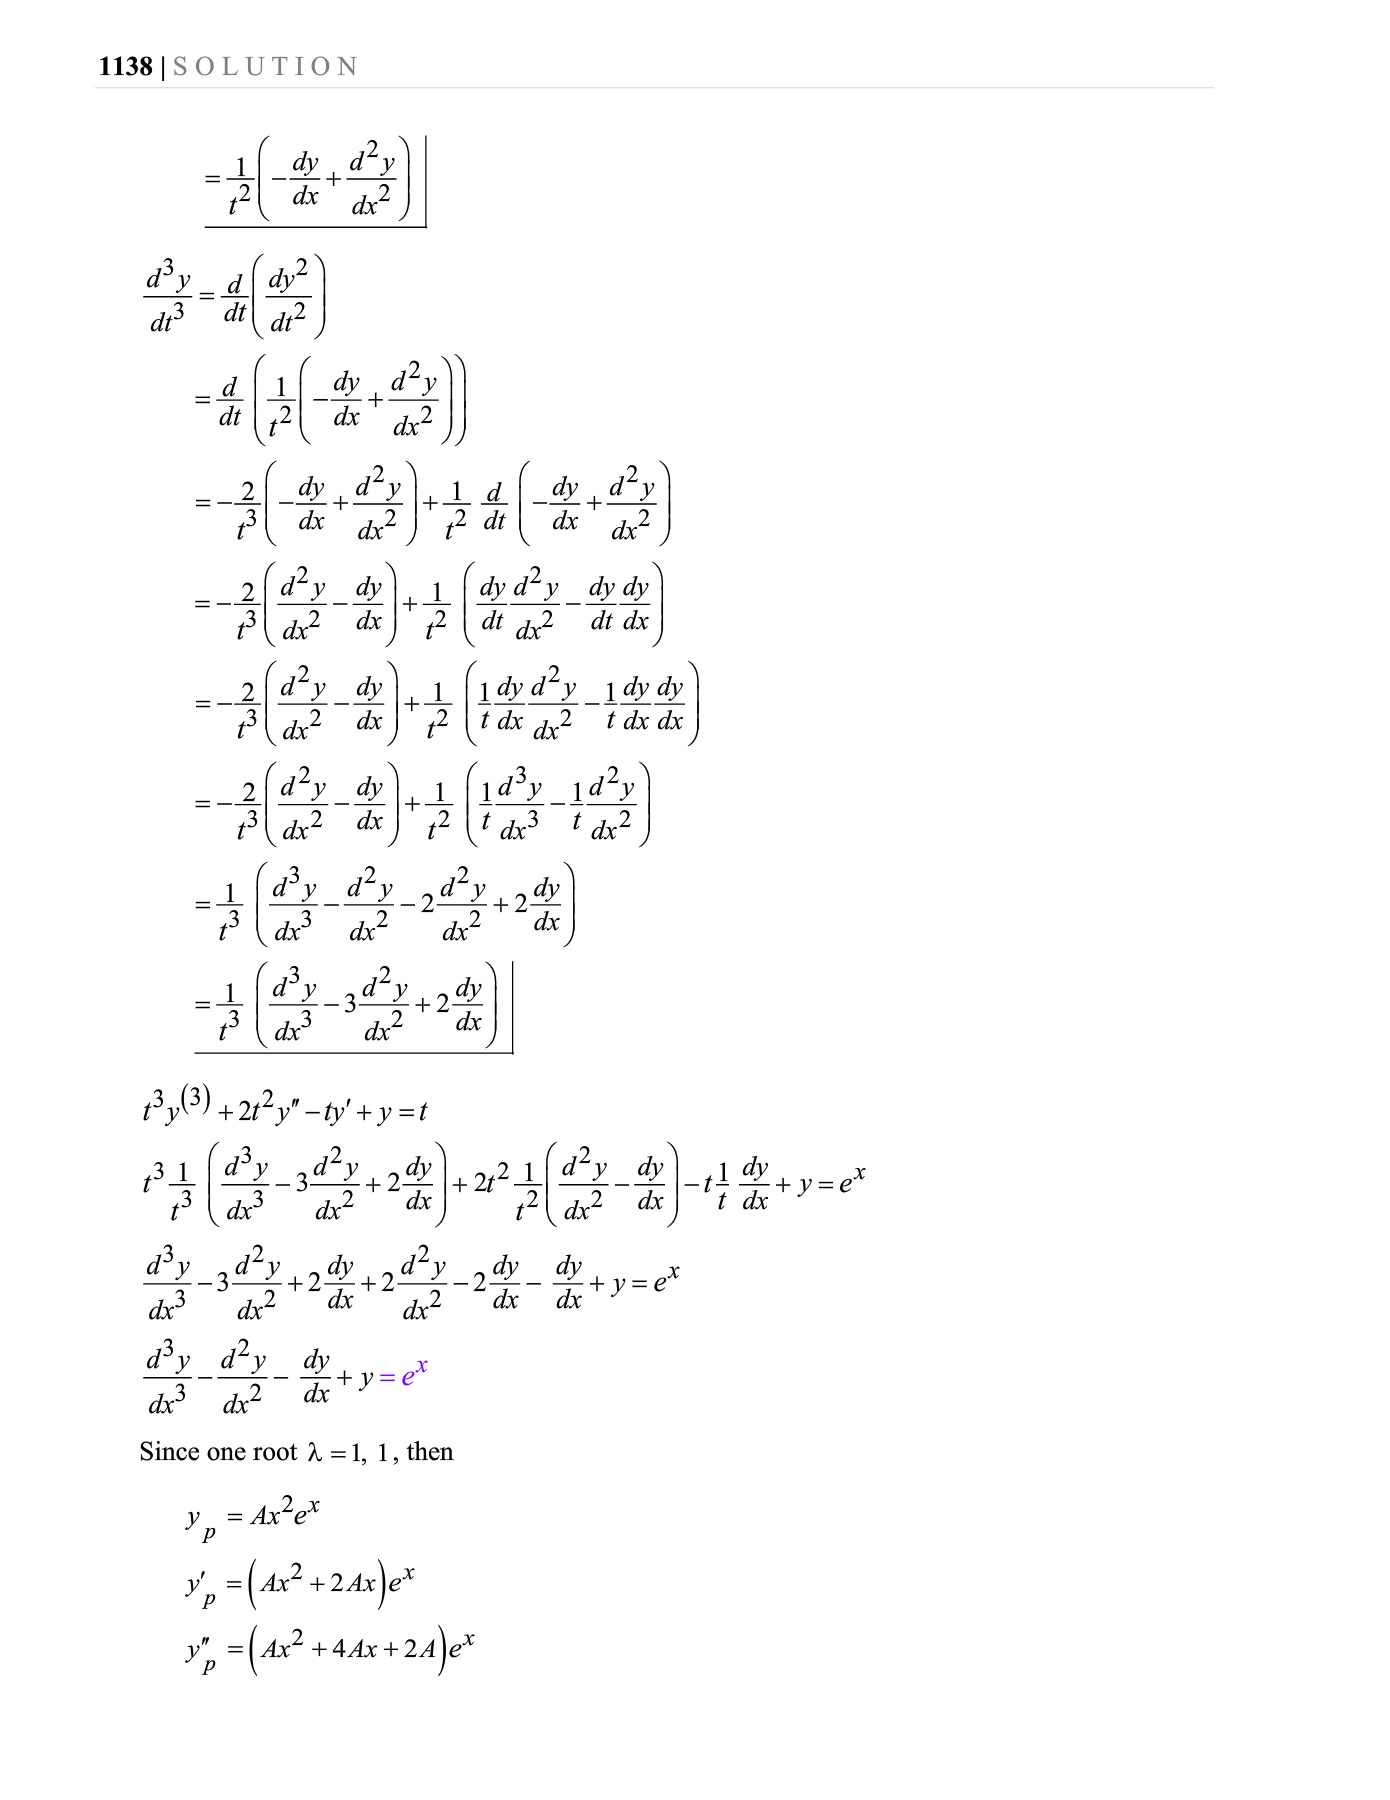 1138 | S O L U T I O N
= \frac{1}{t^2}\left(-\frac{dy}{dx}+\frac{d^2y}{dx^2}\right)
\frac{d^3y}{dt^3} = \frac{d}{dt}\left(\frac{dy^2}{dt^2}\right)
= \frac{d}{dt}\left(\frac{1}{t^2}\left(-\frac{dy}{dx}+\frac{d^2y}{dx^2}\right)\right)
= -\frac{2}{t^3}\left(-\frac{dy}{dx}+\frac{d^2y}{dx^2}\right)+\frac{1}{t^2}\frac{d}{dt}\left(-\frac{dy}{dx}+\frac{d^2y}{dx^2}\right)
= -\frac{2}{t^3}\left(\frac{d^2y}{dx^2}-\frac{dy}{dx}\right)+\frac{1}{t^2}\left(\frac{dy}{dt}\frac{d^2y}{dx^2}-\frac{dy}{dt}\frac{dy}{dx}\right)
= -\frac{2}{t^3}\left(\frac{d^2y}{dx^2}-\frac{dy}{dx}\right)+\frac{1}{t^2}\left(\frac{1}{t}\frac{dy}{dx}\frac{d^2y}{dx^2}-\frac{1}{t}\frac{dy}{dx}\frac{dy}{dx}\right)
= -\frac{2}{t^3}\left(\frac{d^2y}{dx^2}-\frac{dy}{dx}\right)+\frac{1}{t^2}\left(\frac{1}{t}\frac{d^3y}{dx^3}-\frac{1}{t}\frac{d^2y}{dx^2}\right)
= \frac{1}{t^3}\left(\frac{d^3y}{dx^3}-\frac{d^2y}{dx^2}-2\frac{d^2y}{dx^2}+2\frac{dy}{dx}\right)
= \frac{1}{t^3}\left(\frac{d^3y}{dx^3}-3\frac{d^2y}{dx^2}+2\frac{dy}{dx}\right)
t^3y^{(3)}+2t^2y''-ty'+y=t
t^3\frac{1}{t^3}\left(\frac{d^3y}{dx^3}-3\frac{d^2y}{dx^2}+2\frac{dy}{dx}\right)+2t^2\frac{1}{t^2}\left(\frac{d^2y}{dx^2}-\frac{dy}{dx}\right)-t\frac{1}{t}\frac{dy}{dx}+y=e^x
\frac{d^3y}{dx^3}-3\frac{d^2y}{dx^2}+2\frac{dy}{dx}+2\frac{d^2y}{dx^2}-2\frac{dy}{dx}-\frac{dy}{dx}+y=e^x
\frac{d^3y}{dx^3}-\frac{d^2y}{dx^2}-\frac{dy}{dx}+y=e^x
Since one root λ = 1, 1, then
y_p = Ax^2e^x
y'_p = \left(Ax^2+2Ax\right)e^x
y''_p = \left(Ax^2+4Ax+2A\right)e^x